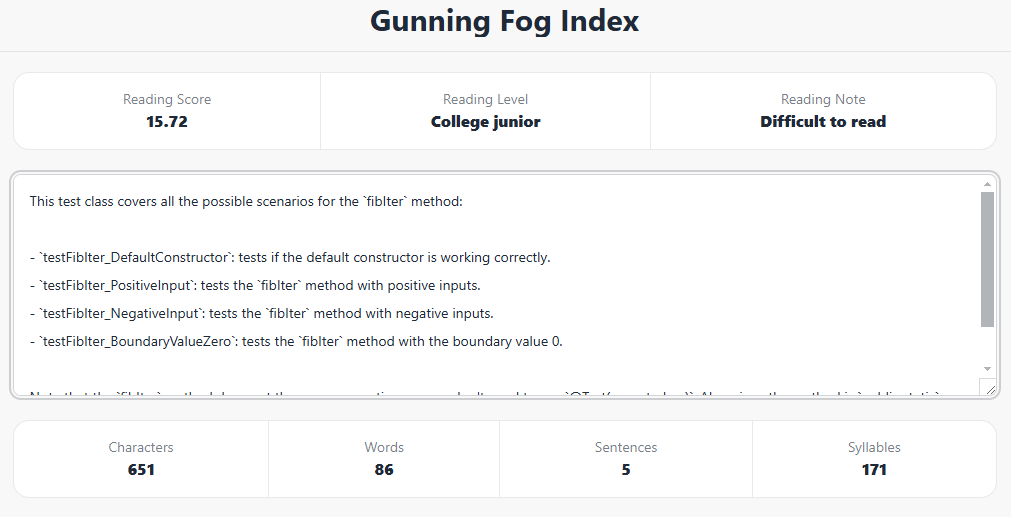 Gunning Fog Index
Reading Score
15.72
Reading Level
College junior
Reading Note
Difficult to read
This test class covers all the possible scenarios for the `fibIter` method:
- `testFibIter_DefaultConstructor`: tests if the default constructor is working correctly.
- `testFibIter_PositiveInput`: tests the `fibIter` method with positive inputs.
- `testFibIter_NegativeInput`: tests the `fibIter` method with negative inputs.
- `testFibIter_BoundaryValueZero`: tests the `fibIter` method with the boundary value 0.
Characters
651
Words
86
Sentences
5
Syllables
171